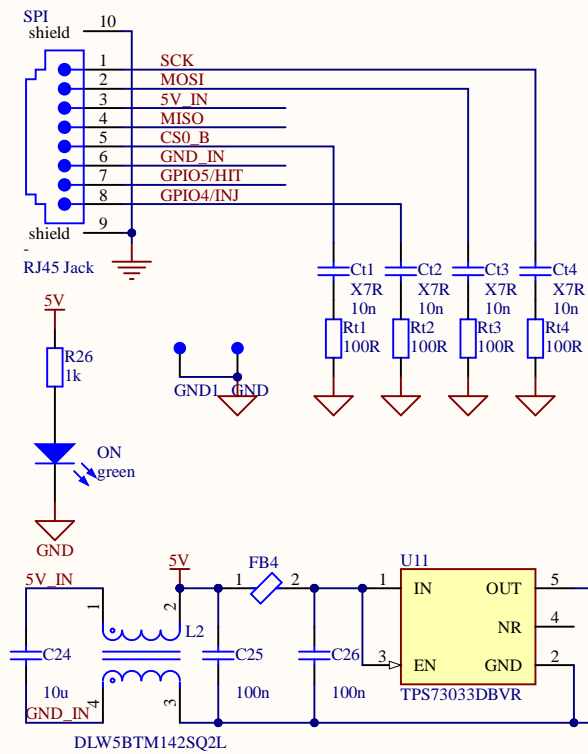 SPI
shield 10
1 SCK
2 MOSI
3 5V_IN
4 MISO
5 CS0_B
6 GND_IN
7 GPIO5/HIT
8 GPIO4/INJ
shield 9
-
RJ45 Jack
Ct1 Ct2 Ct3 Ct4
X7R X7R X7R X7R
10n 10n 10n 10n
Rt1 Rt2 Rt3 Rt4
100R 100R 100R 100R
5V
R26
1k
GND1 GND
ON
green
GND
5V_IN
1 2
L2
C24
10u
GND_IN
4 3
DLW5BTM142SQ2L
5V
C25
100n
FB4
1 2
C26
100n
U11
1 IN OUT 5
NR 4
3 EN GND 2
TPS73033DBVR